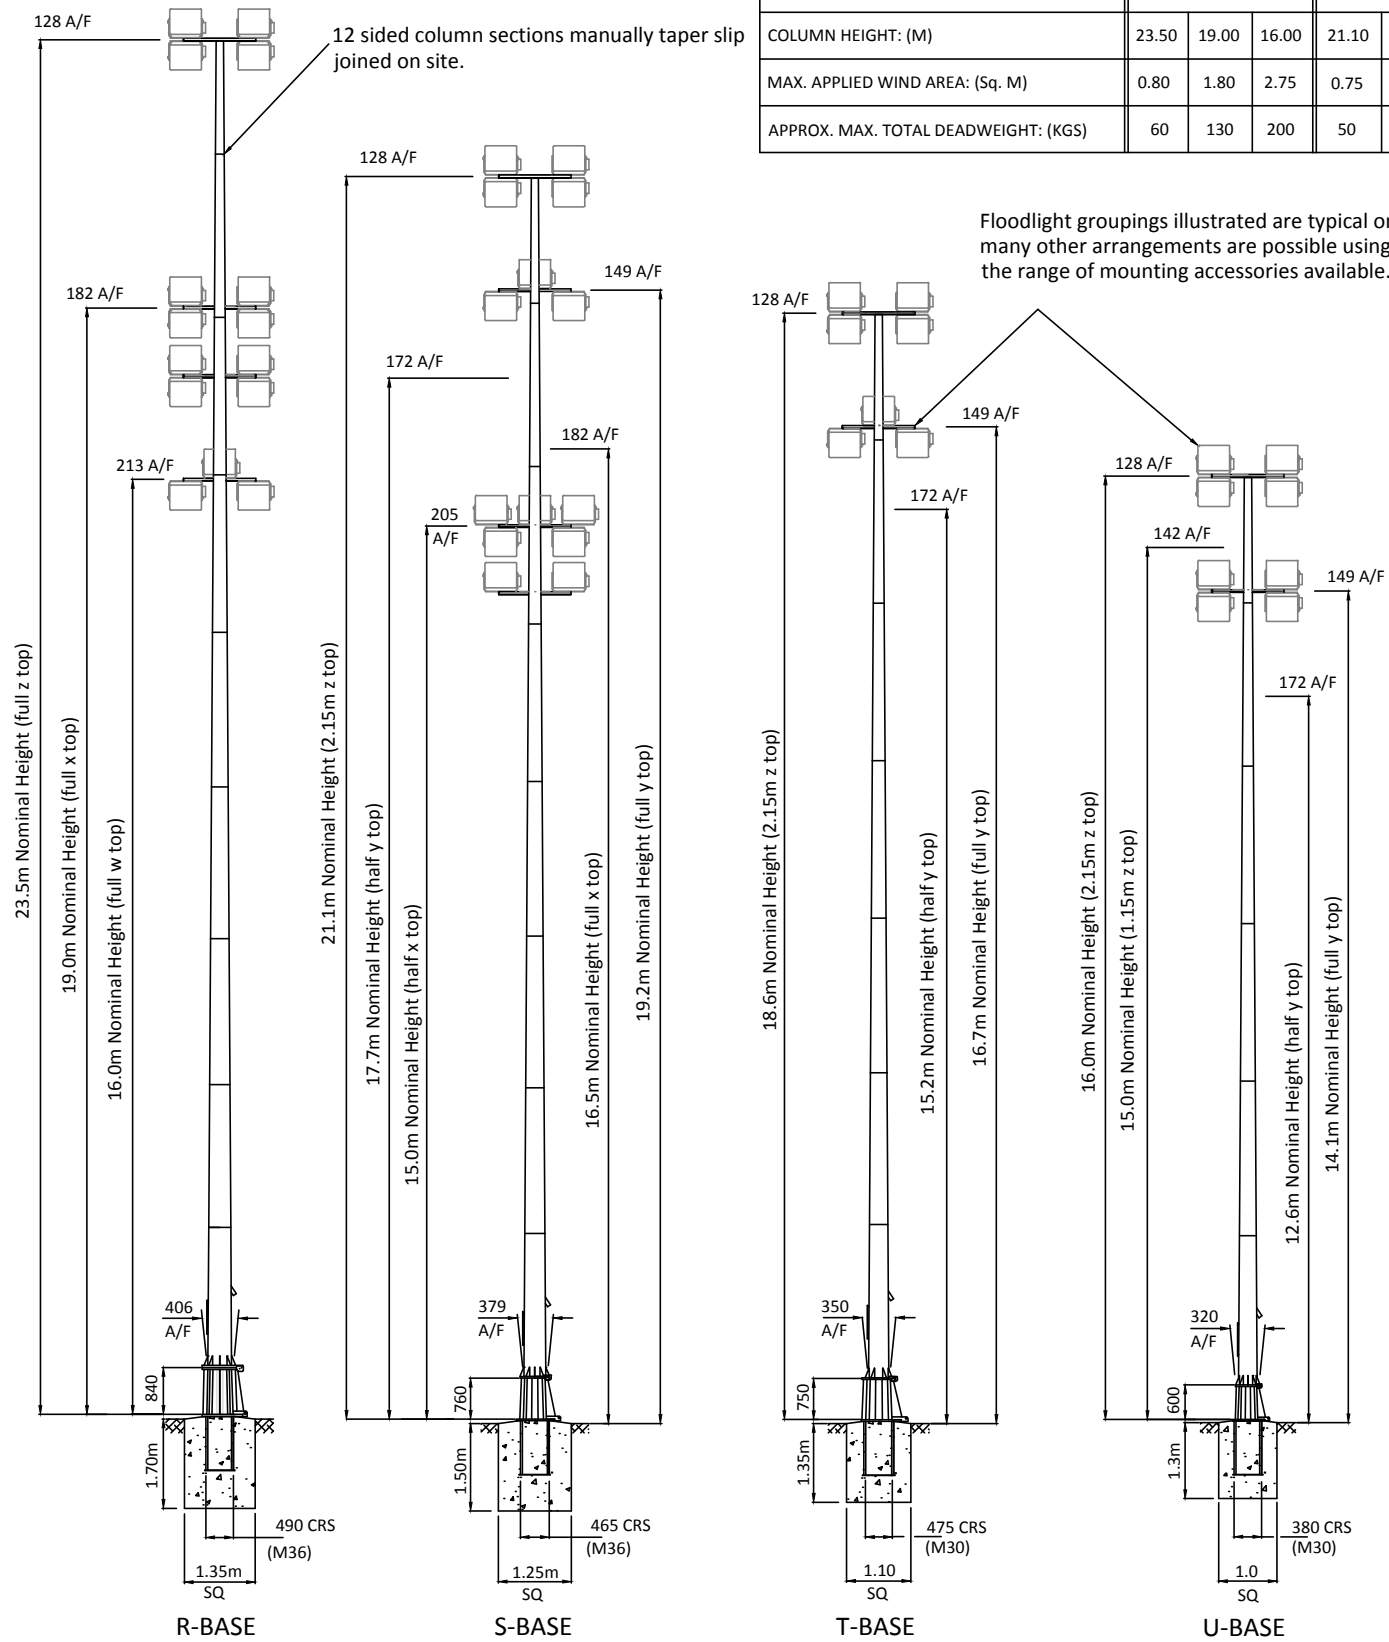 COLUMN HEIGHT: (M) 23.50 19.00 16.00 21.10
MAX. APPLIED WIND AREA: (Sq. M) 0.80 1.80 2.75 0.75
APPROX. MAX. TOTAL DEADWEIGHT: (KGS) 60 130 200 50
12 sided column sections manually taper slip
joined on site.
Floodlight groupings illustrated are typical
many other arrangements are possible using
the range of mounting accessories available.
128 A/F
182 A/F
213 A/F
23.5m Nominal Height (full z top)
19.0m Nominal Height (full x top)
16.0m Nominal Height (full w top)
406
A/F
840
1.70m
490 CRS
(M36)
1.35m
SQ
R-BASE
128 A/F
149 A/F
172 A/F
182 A/F
205
A/F
21.1m Nominal Height (2.15m z top)
17.7m Nominal Height (half y top)
15.0m Nominal Height (half x top)
16.5m Nominal Height (full x top)
19.2m Nominal Height (full y top)
379
A/F
760
1.50m
465 CRS
(M36)
1.25m
SQ
S-BASE
128 A/F
149 A/F
172 A/F
18.6m Nominal Height (2.15m z top)
15.2m Nominal Height (half y top)
16.7m Nominal Height (full y top)
350
A/F
750
1.35m
475 CRS
(M30)
1.10
SQ
T-BASE
128 A/F
142 A/F
149 A/F
172 A/F
16.0m Nominal Height (2.15m z top)
15.0m Nominal Height (1.15m z top)
12.6m Nominal Height (half y top)
14.1m Nominal Height (full y top)
320
A/F
600
1.3m
380 CRS
(M30)
1.0
SQ
U-BASE